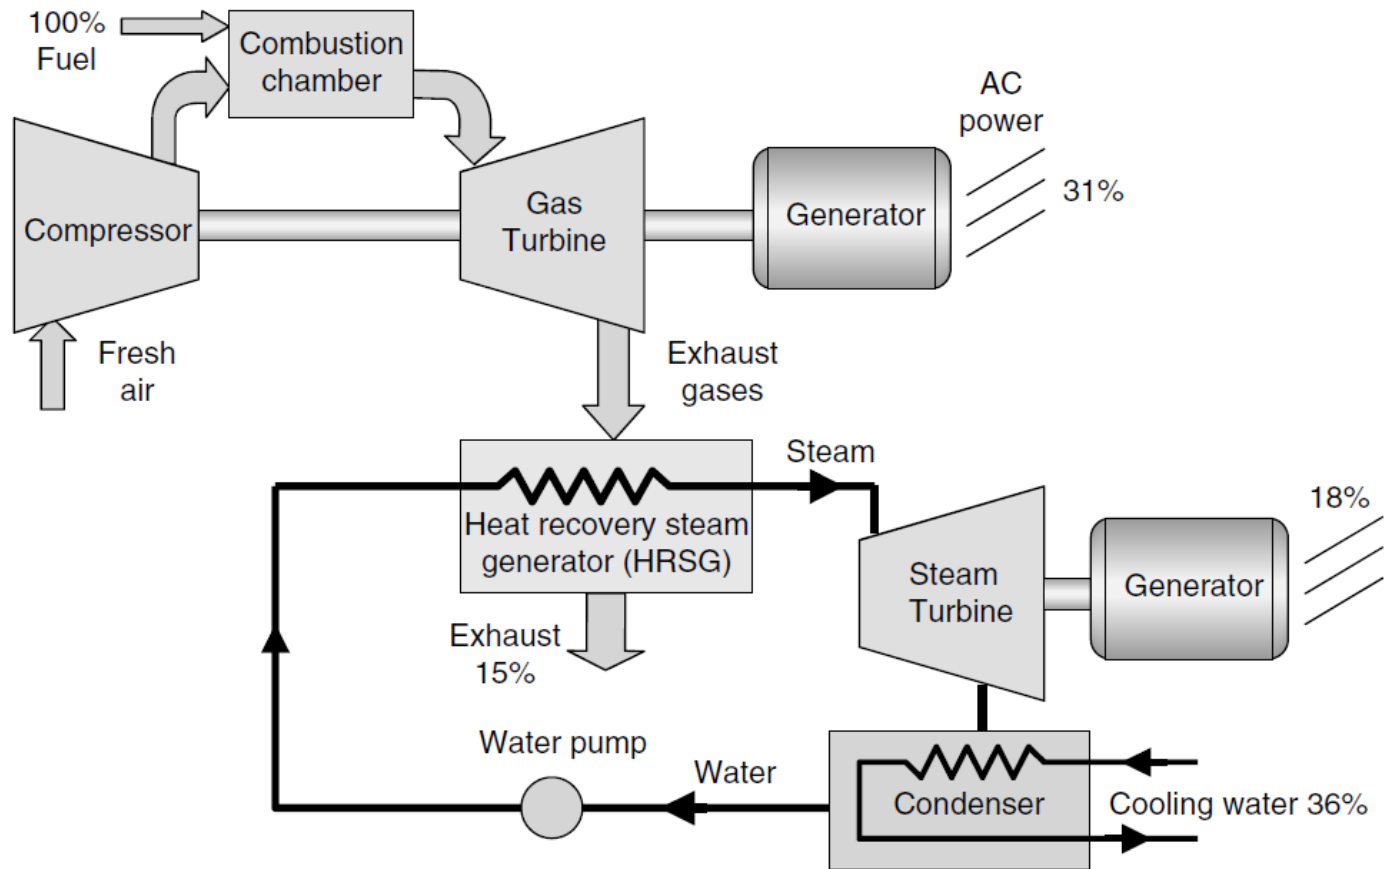 100%
Fuel
Combustion
chamber
AC
power
31%
Compressor
Gas
Turbine
Generator
Fresh
air
Exhaust
gases
Steam
18%
Heat recovery steam
generator (HRSG)
Steam
Turbine
Generator
Exhaust
15%
Water pump
Water
Condenser
Cooling water 36%